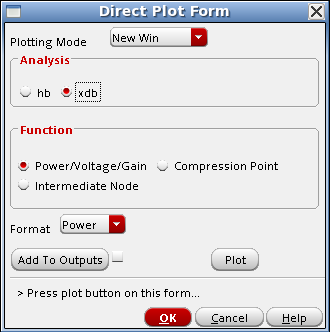 Direct Plot Form
Plotting Mode New Win
Analysis
hb xdb
Function
Power/Voltage/Gain Compression Point
Intermediate Node
Format Power
Add To Outputs Plot
> Press plot button on this form...
OK Cancel Help